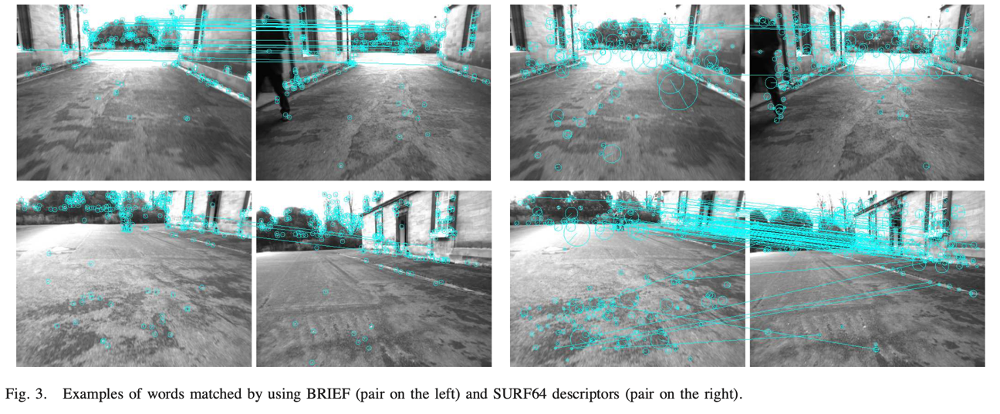 Fig. 3. Examples of words matched by using BRIEF (pair on the left) and SURF64 descriptors (pair on the right).